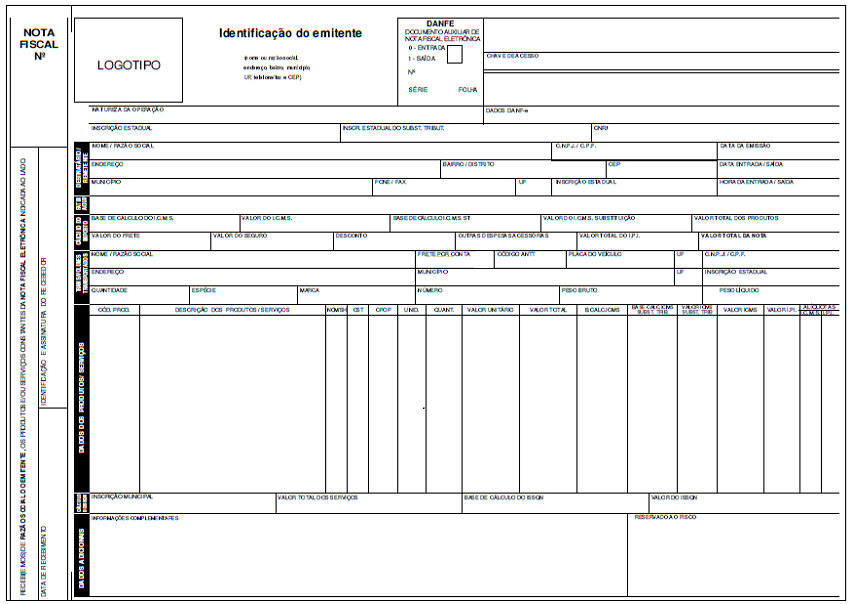 NOTA
FISCAL
Nº
RECEBEMOS DE RAZÃO SOCIAL DO EMITENTE, OS PRODUTOS E/OU SERVIÇOS CONSTANTES DA NOTA FISCAL ELETRÔNICA INDICADA AO LADO
IDENTIFICAÇÃO E ASSINATURA DO RECEBEDOR
DATA DE RECEBIMENTO
LOGOTIPO
Identificação do emitente
(nome ou razão social,
endereço, bairro, município,
UF, telefone/fax e CEP)
DANFE
DOCUMENTO AUXILIAR DE
NOTA FISCAL ELETRÔNICA
0 - ENTRADA
1 - SAÍDA
Nº
SÉRIE FOLHA
CHAVE DE ACESSO
NATUREZA DA OPERAÇÃO DADOS DA NF-e
INSCRIÇÃO ESTADUAL INSCR. ESTADUAL DO SUBST. TRIBUT. CNPJ
DESTINATÁRIO/
REMETENTE
NOME / RAZÃO SOCIAL C.N.P.J. / C.P.F. DATA DA EMISSÃO
ENDEREÇO BAIRRO / DISTRITO CEP DATA ENTRADA / SAÍDA
MUNICÍPIO FONE / FAX UF INSCRIÇÃO ESTADUAL HORA DA ENTRADA / SAÍDA
BASE DE CÁLCULO DO I.C.M.S. VALOR DO I.C.M.S. BASE DE CÁLCULO I.C.M.S. ST VALOR DO I.C.M.S. SUBSTITUIÇÃO VALOR TOTAL DOS PRODUTOS
VALOR DO FRETE VALOR DO SEGURO DESCONTO OUTRAS DESPESAS ACESSÓRIAS VALOR TOTAL DO I.P.I. VALOR TOTAL DA NOTA
NOME / RAZÃO SOCIAL FRETE POR CONTA CÓDIGO ANTT PLACA DO VEÍCULO UF C.N.P.J. / C.P.F.
ENDEREÇO MUNICÍPIO UF INSCRIÇÃO ESTADUAL
QUANTIDADE ESPÉCIE MARCA NÚMERO PESO BRUTO PESO LÍQUIDO
DADOS DOS PRODUTOS/ SERVIÇOS
CÓD. PROD. DESCRIÇÃO DOS PRODUTOS / SERVIÇOS NCM/SH CST CFOP UNID. QUANT. VALOR UNITÁRIO VALOR TOTAL B.CALC.ICMS BASE CALC.ICMS SUBST. TRIB. VALOR ICMS SUBST. TRIB. VALOR ICMS VALOR I.P.I. ALÍQUOTAS
I.C.M.S. I.P.I.
INSCRIÇÃO MUNICIPAL VALOR TOTAL DOS SERVIÇOS BASE DE CÁLCULO DO ISSQN VALOR DO ISSQN
DADOS ADICIONAIS
INFORMAÇÕES COMPLEMENTARES RESERVADO AO FISCO